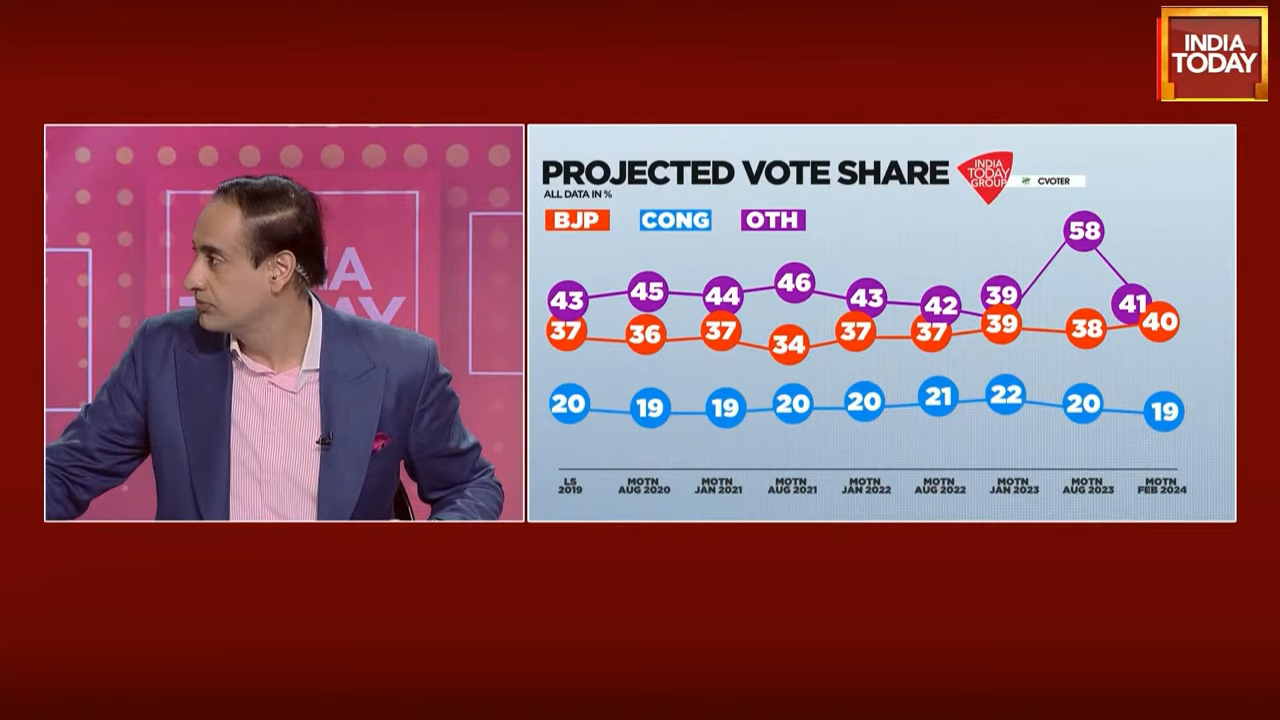 INDIA
TODAY
IA
TODAY
PROJECTED VOTE SHARE
INDIA
TODAY
GROUP
CVOTER
ALL DATA IN %
BJP
CONG
OTH
43
45
44
46
43
42
39
58
41
37
36
37
34
37
37
39
38
40
20
19
19
20
20
21
22
20
19
LS
2019
MOTN
AUG 2020
MOTN
JAN 2021
MOTN
AUG 2021
MOTN
JAN 2022
MOTN
AUG 2022
MOTN
JAN 2023
MOTN
AUG 2023
MOTN
FEB 2024